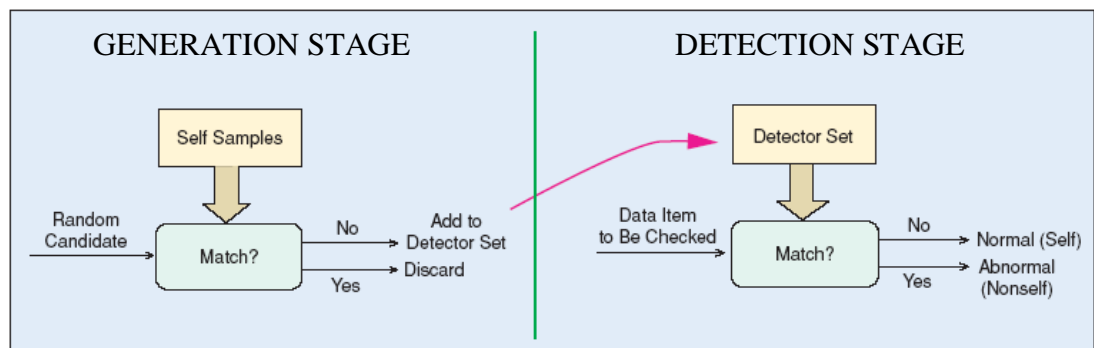 GENERATION STAGE
Self Samples
Random
Candidate
Match?
No
Yes
Add to
Detector Set
Discard
DETECTION STAGE
Detector Set
Data Item
to Be Checked
Match?
No
Yes
Normal (Self)
Abnormal
(Nonself)